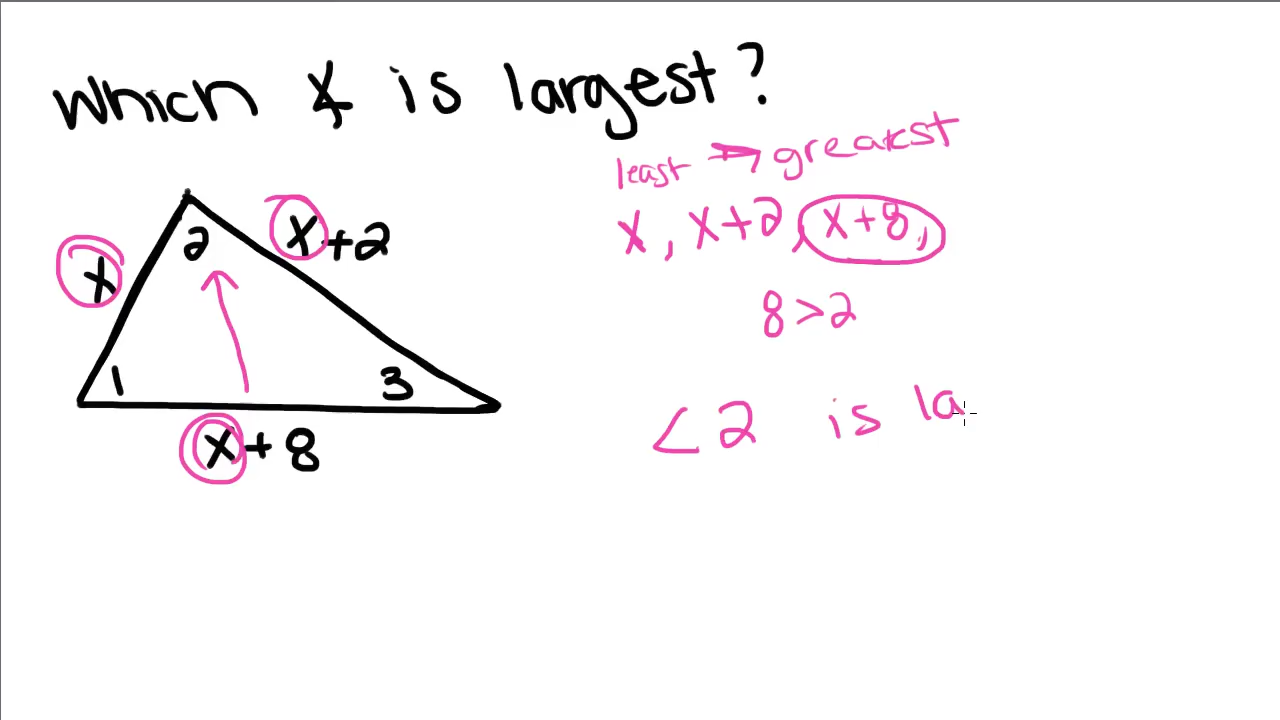 Which ∡ is largest?
least → greatest
x, x+2, x+8,
8>2
∠2 is la
2
x
x+2
1
3
x+8